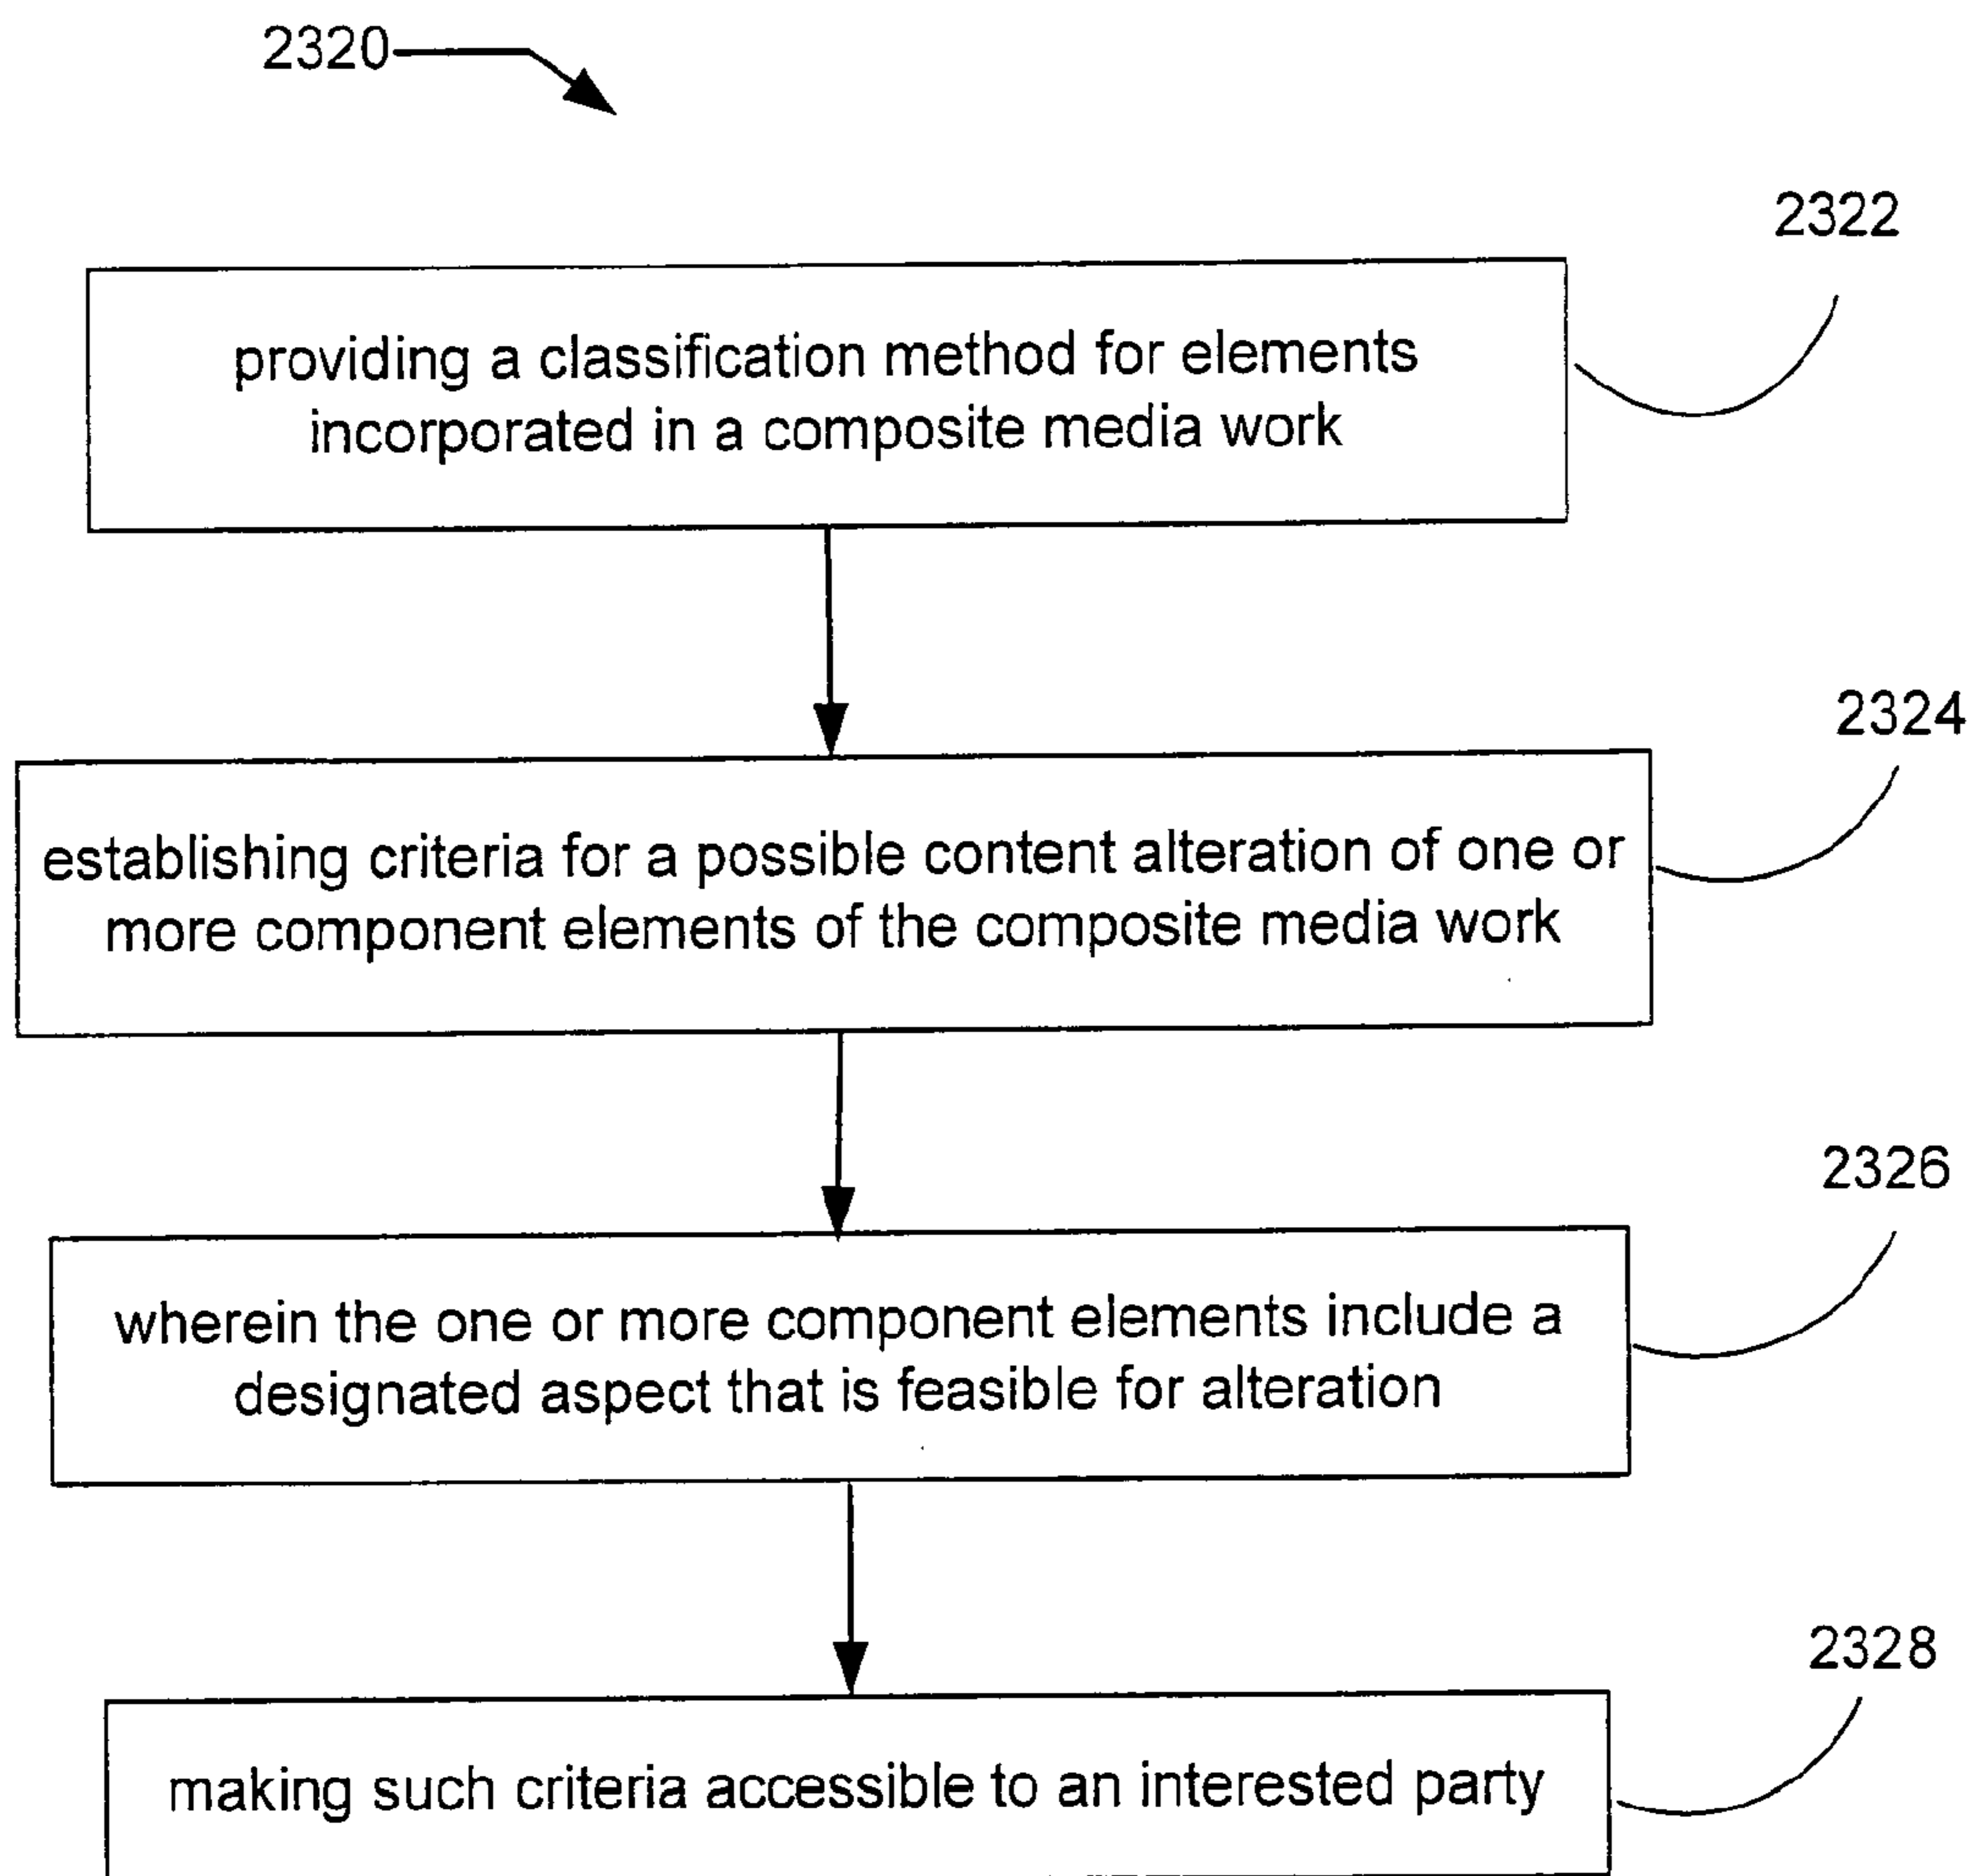 2320
2322
providing a classification method for elements
incorporated in a composite media work
2324
establishing criteria for a possible content alteration of one or
more component elements of the composite media work
2326
wherein the one or more component elements include a
designated aspect that is feasible for alteration
2328
making such criteria accessible to an interested party